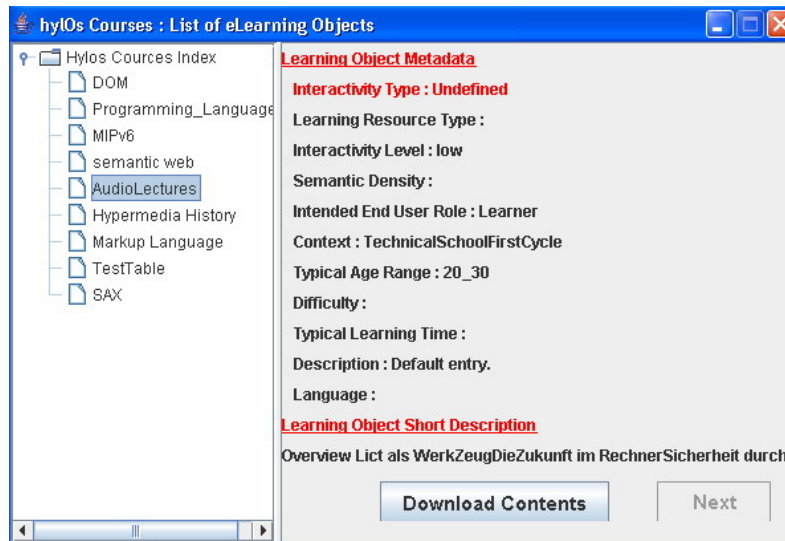 hylOs Courses : List of eLearning Objects
Hylos Cources Index
DOM
Programming_Language
MIPv6
semantic web
AudioLectures
Hypermedia History
Markup Language
TestTable
SAX
Learning Object Metadata
Interactivity Type : Undefined
Learning Resource Type :
Interactivity Level : low
Semantic Density :
Intended End User Role : Learner
Context : TechnicalSchoolFirstCycle
Typical Age Range : 20_30
Difficulty :
Typical Learning Time :
Description : Default entry.
Language :
Learning Object Short Description
Overview Lict als WerkZeugDieZukunft im RechnerSicherheit durch
Download Contents
Next